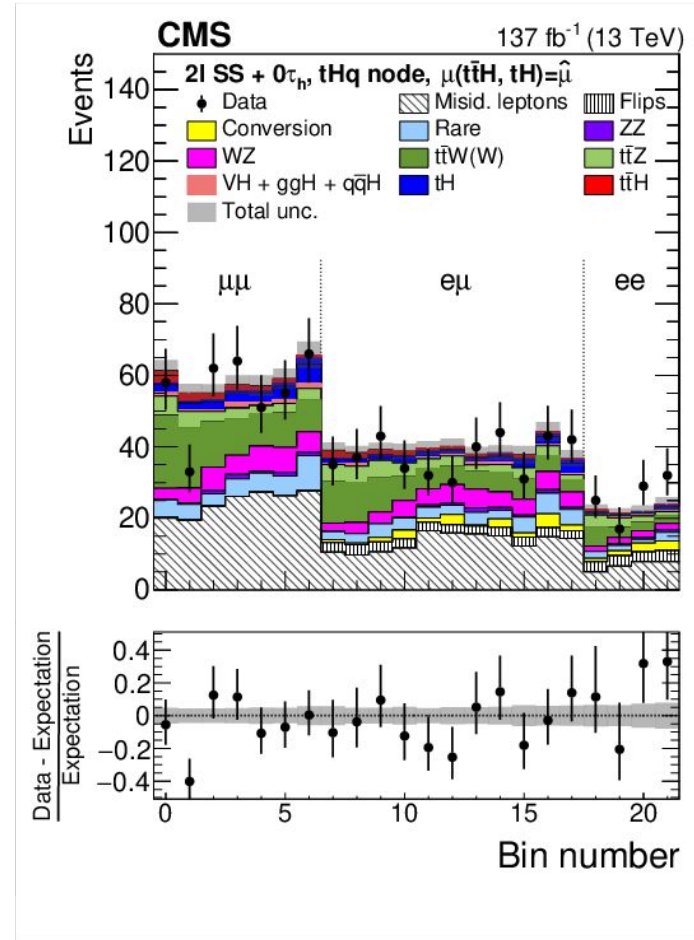 CMS 137 fb⁻¹ (13 TeV)
2l SS + 0τₕ, tHq node, μ(tt̄H, tH)=μ̂
Data Misid. leptons Flips
Conversion Rare ZZ
WZ tt̄W(W) tt̄Z
VH + ggH + qq̄H tH tt̄H
Total unc.
Events
140
120
100
80
60
40
20
0
μμ eμ ee
Data - Expectation
Expectation
0.4
0.2
0
−0.2
−0.4
0 5 10 15 20
Bin number